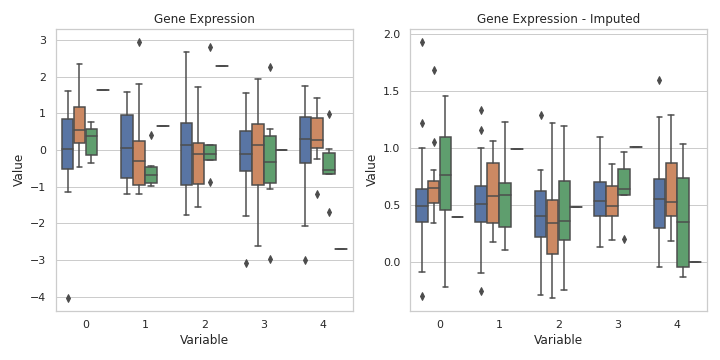 Gene Expression
3
2
1
0
−1
−2
−3
−4
Value
0 1 2 3 4
Variable
Gene Expression - Imputed
2.0
1.5
1.0
0.5
0.0
Value
0 1 2 3 4
Variable